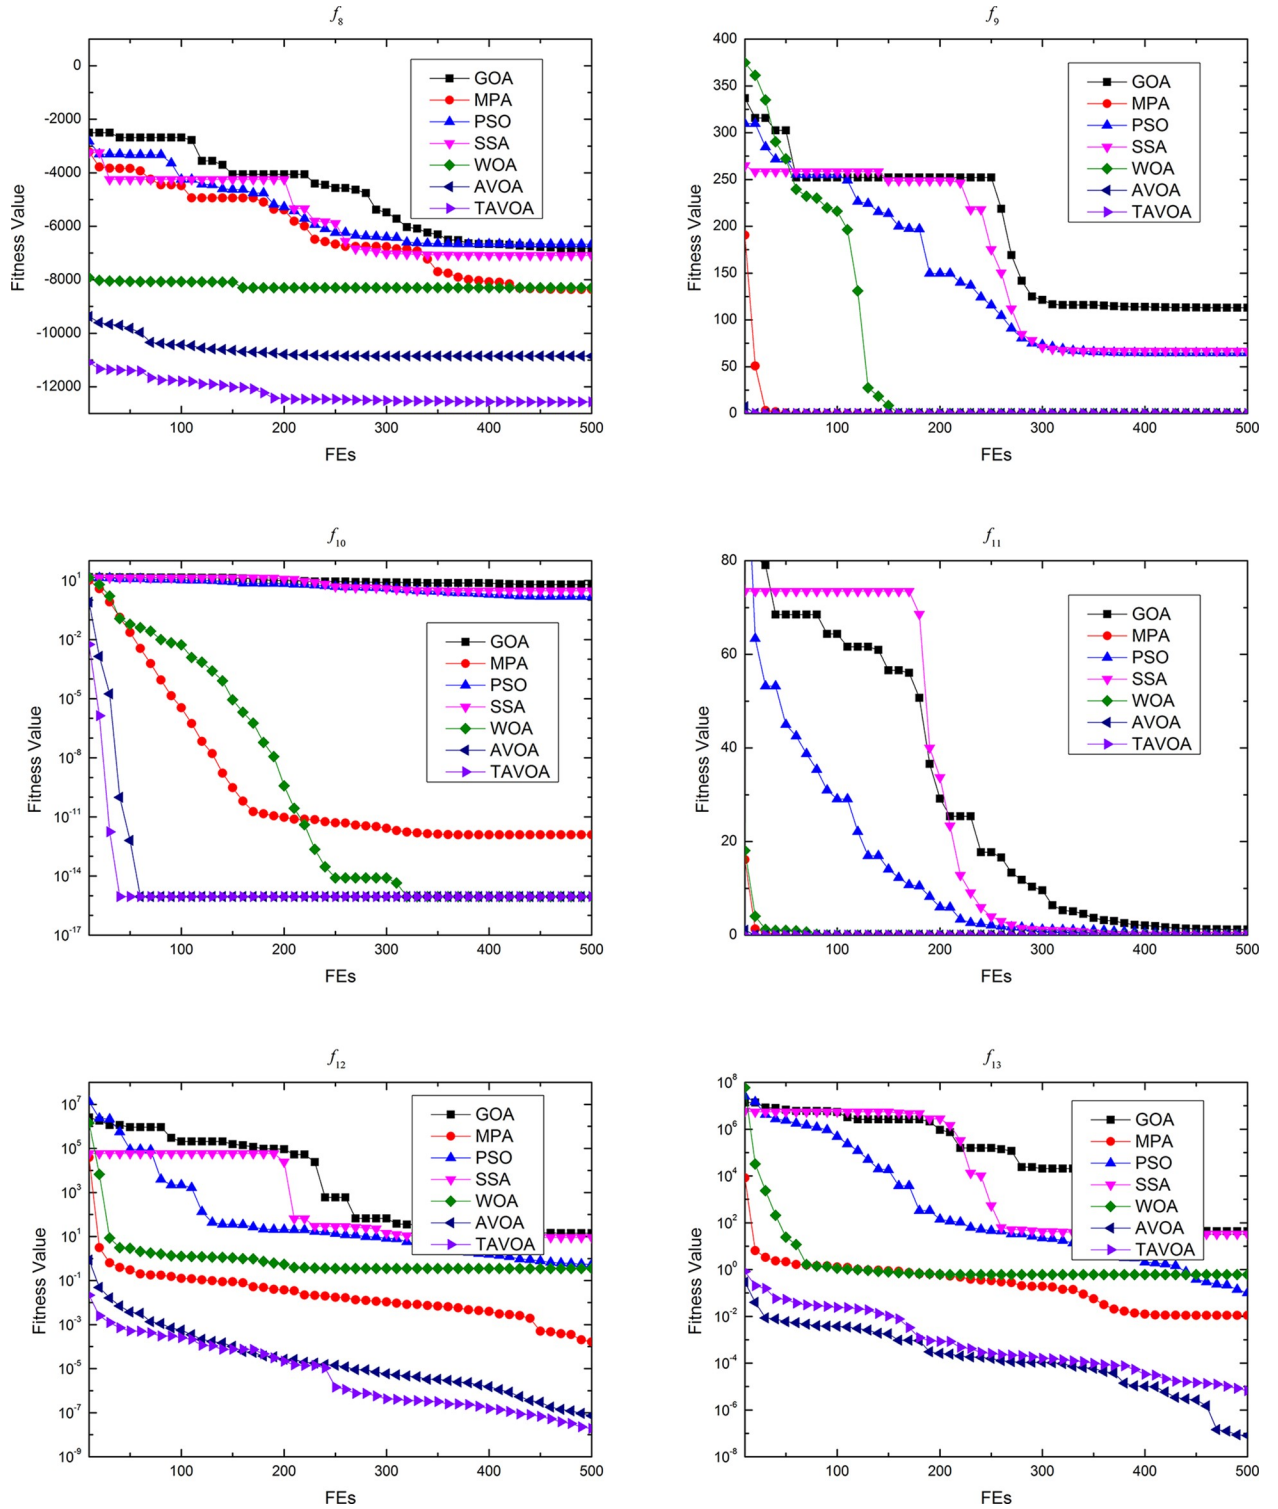 f8
0
-2000
-4000
-6000
-8000
-10000
-12000
Fitness Value
100 200 300 400 500
FEs
GOA
MPA
PSO
SSA
WOA
AVOA
TAVOA
f9
400
350
300
250
200
150
100
50
0
Fitness Value
100 200 300 400 500
FEs
GOA
MPA
PSO
SSA
WOA
AVOA
TAVOA
f10
10^1
10^-2
10^-5
10^-8
10^-11
10^-14
10^-17
Fitness Value
100 200 300 400 500
FEs
GOA
MPA
PSO
SSA
WOA
AVOA
TAVOA
f11
80
60
40
20
0
Fitness Value
100 200 300 400 500
FEs
GOA
MPA
PSO
SSA
WOA
AVOA
TAVOA
f12
10^7
10^5
10^3
10^1
10^-1
10^-3
10^-5
10^-7
10^-9
Fitness Value
100 200 300 400 500
FEs
GOA
MPA
PSO
SSA
WOA
AVOA
TAVOA
f13
10^8
10^6
10^4
10^2
10^0
10^-2
10^-4
10^-6
10^-8
Fitness Value
100 200 300 400 500
FEs
GOA
MPA
PSO
SSA
WOA
AVOA
TAVOA